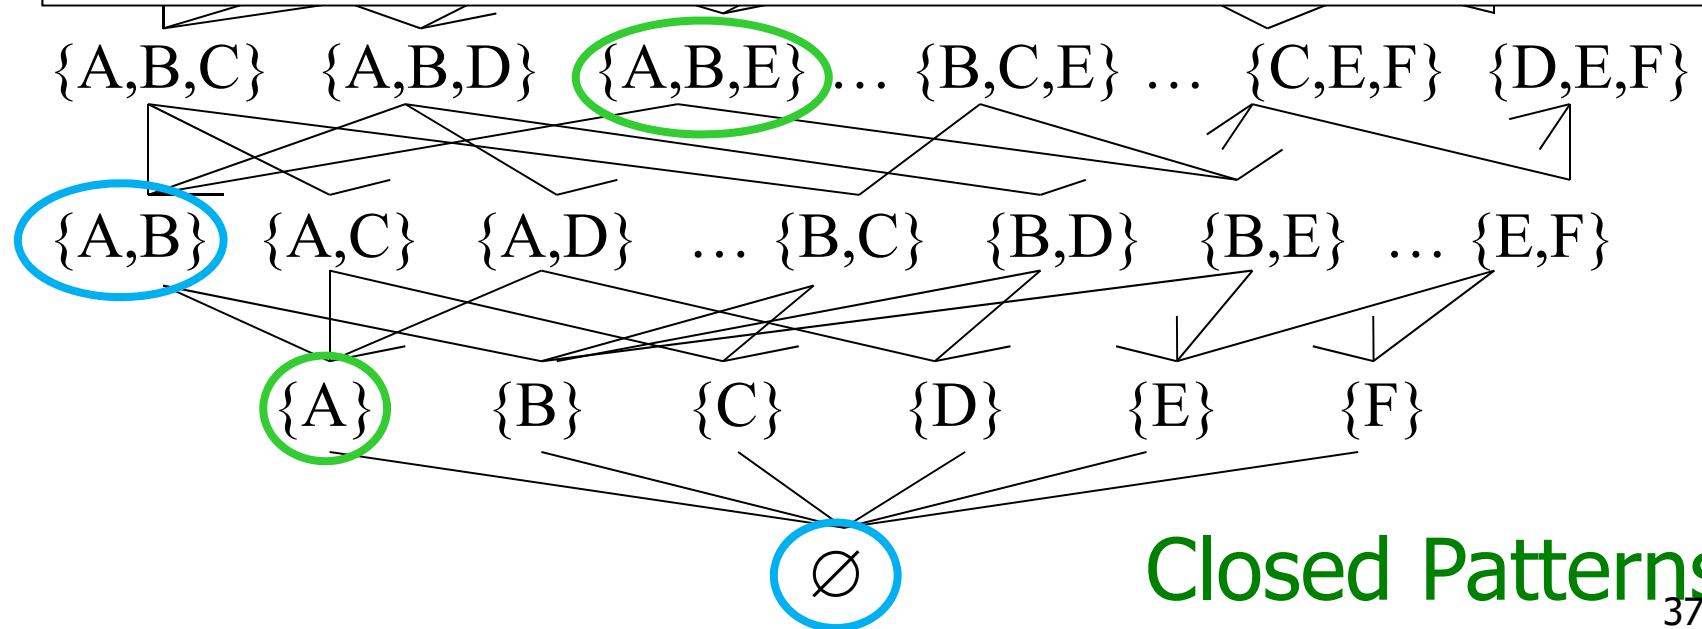 {A,B,C} {A,B,D} {A,B,E} … {B,C,E} … {C,E,F} {D,E,F}
{A,B} {A,C} {A,D} … {B,C} {B,D} {B,E} … {E,F}
{A} {B} {C} {D} {E} {F}
∅
Closed Patterns
37